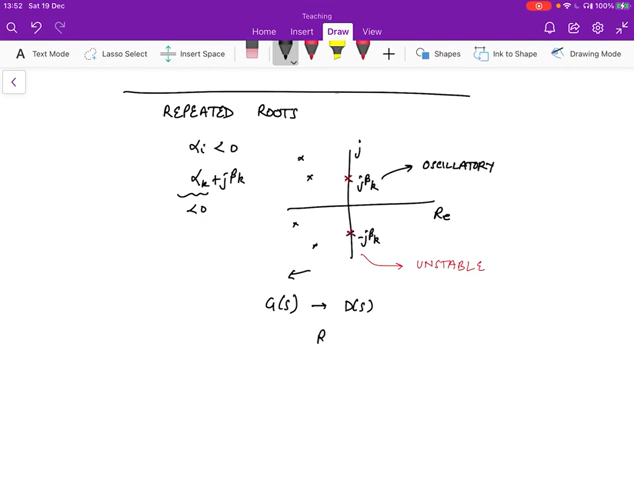 13:52 Sat 19 Dec
100%
Teaching
Home Insert Draw View
A Text Mode Lasso Select Insert Space Shapes Ink to Shape Drawing Mode
REPEATED ROOTS
αi < 0
αk + jβk
< 0
j
jβk
OSCILLATORY
Re
-jβk
UNSTABLE
G(s) → D(s)
R